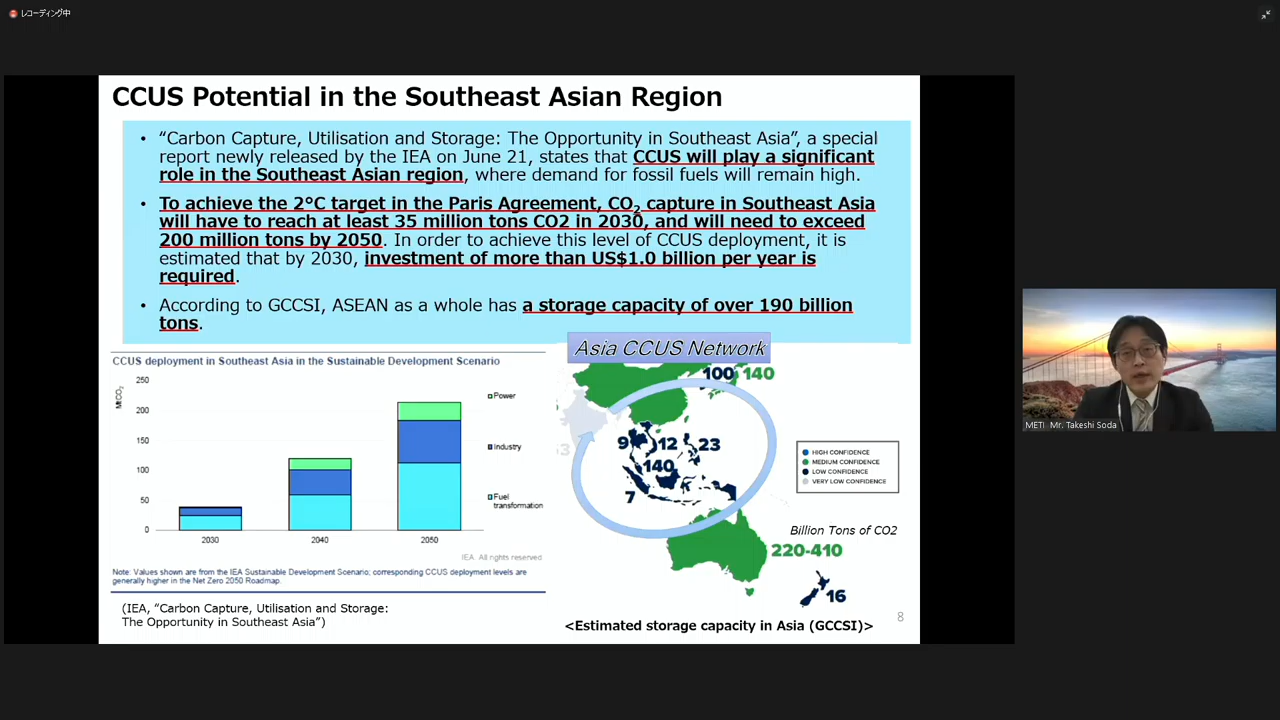 レコーディング中
CCUS Potential in the Southeast Asian Region
• “Carbon Capture, Utilisation and Storage: The Opportunity in Southeast Asia”, a special
report newly released by the IEA on June 21, states that CCUS will play a significant
role in the Southeast Asian region, where demand for fossil fuels will remain high.
• To achieve the 2°C target in the Paris Agreement, CO2 capture in Southeast Asia
will have to reach at least 35 million tons CO2 in 2030, and will need to exceed
200 million tons by 2050. In order to achieve this level of CCUS deployment, it is
estimated that by 2030, investment of more than US$1.0 billion per year is
required.
• According to GCCSI, ASEAN as a whole has a storage capacity of over 190 billion
tons.
CCUS deployment in Southeast Asia in the Sustainable Development Scenario
MtCO2
250
200
150
100
50
0
2030
2040
2050
Power
Industry
Fuel
transformation
IEA. All rights reserved.
Note: Values shown are from the IEA Sustainable Development Scenario; corresponding CCUS deployment levels are
generally higher in the Net Zero 2050 Roadmap.
(IEA, “Carbon Capture, Utilisation and Storage:
The Opportunity in Southeast Asia”)
Asia CCUS Network
100 140
9 12 23
140
7
220-410
16
HIGH CONFIDENCE
MEDIUM CONFIDENCE
LOW CONFIDENCE
VERY LOW CONFIDENCE
Billion Tons of CO2
<Estimated storage capacity in Asia (GCCSI)>
8
METI Mr. Takeshi Soda